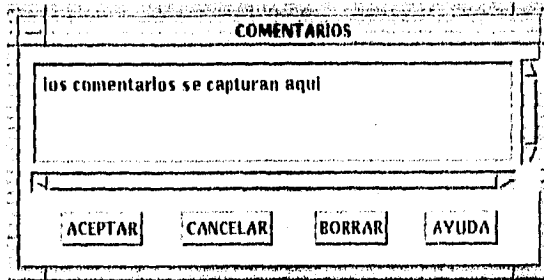 COMENTARIOS
los comentarios se capturan aqui
ACEPTAR CANCELAR BORRAR AYUDA